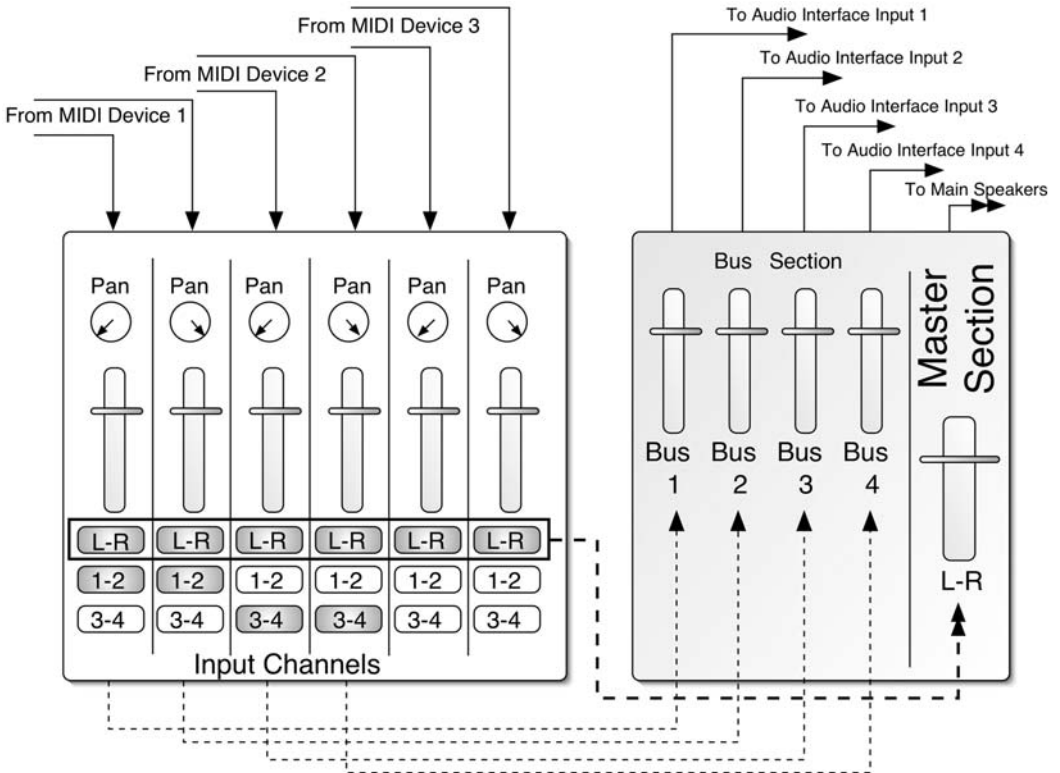 From MIDI Device 3
From MIDI Device 2
From MIDI Device 1
To Audio Interface Input 1
To Audio Interface Input 2
To Audio Interface Input 3
To Audio Interface Input 4
To Main Speakers
Pan Pan Pan Pan Pan Pan
L-R L-R L-R L-R L-R L-R
1-2 1-2 1-2 1-2 1-2 1-2
3-4 3-4 3-4 3-4 3-4 3-4
Input Channels
Bus Section
Bus Bus Bus Bus
1 2 3 4
Master
Section
L-R